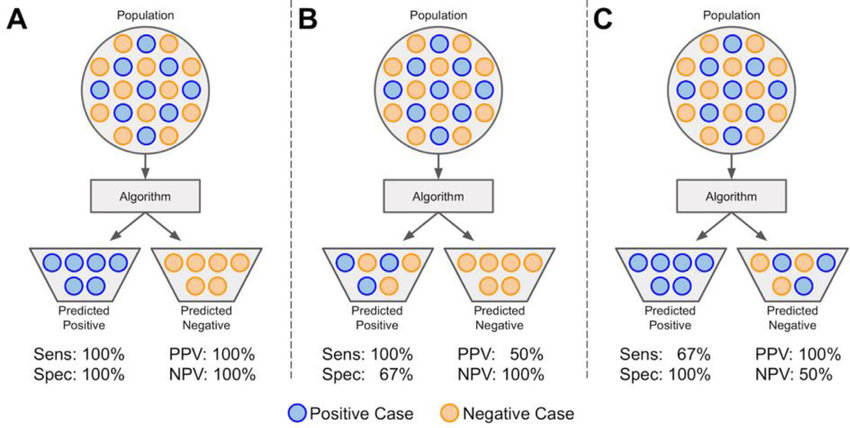 A
Population
Algorithm
Predicted
Positive
Predicted
Negative
Sens: 100%
PPV: 100%
Spec: 100%
NPV: 100%
B
Population
Algorithm
Predicted
Positive
Predicted
Negative
Sens: 100%
PPV: 50%
Spec: 67%
NPV: 100%
C
Population
Algorithm
Predicted
Positive
Predicted
Negative
Sens: 67%
PPV: 100%
Spec: 100%
NPV: 50%
Positive Case
Negative Case